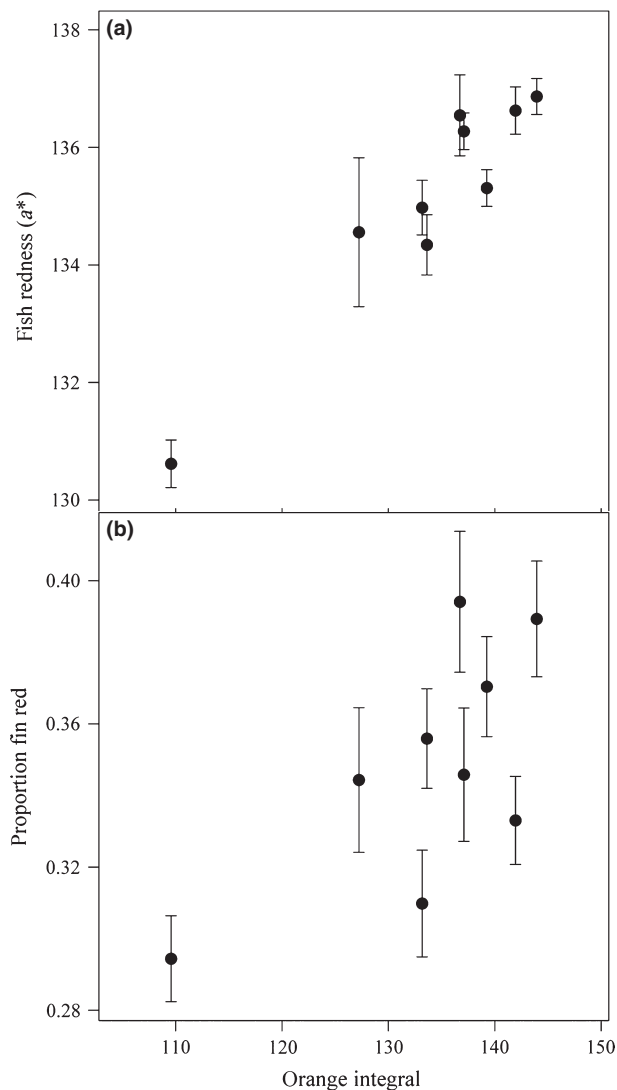 (a)
138
136
134
132
130
Fish redness (a*)
(b)
0.40
0.36
0.32
0.28
Proportion fin red
110 120 130 140 150
Orange integral